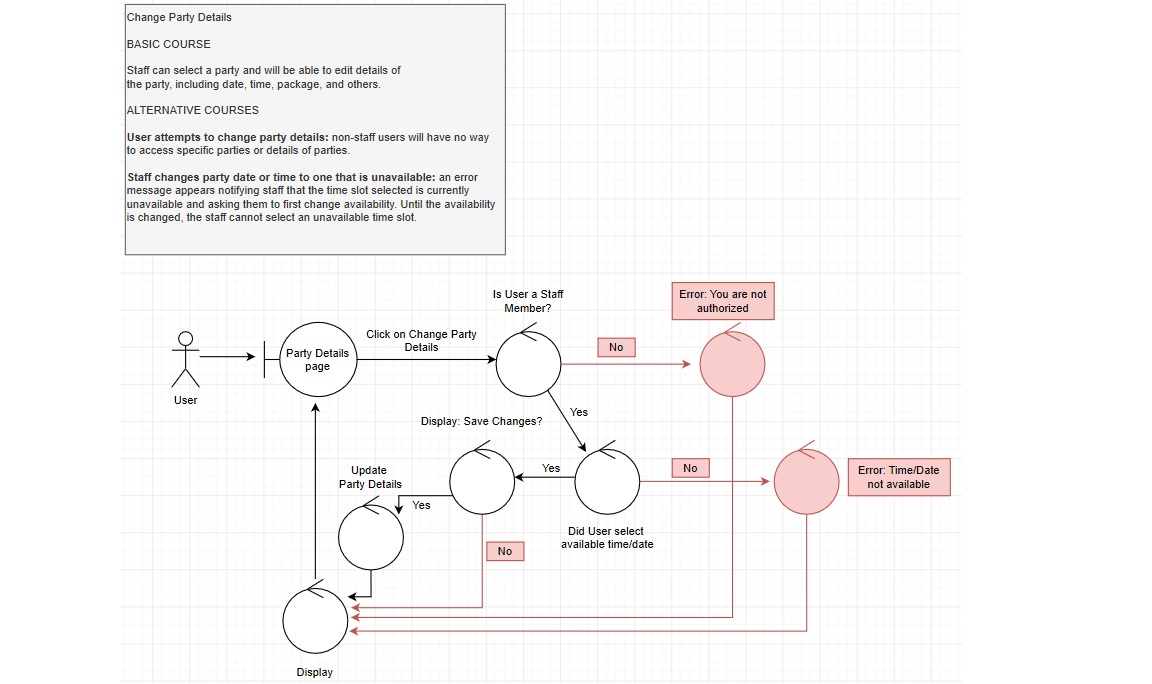 Change Party Details
BASIC COURSE
Staff can select a party and will be able to edit details of
the party, including date, time, package, and others.
ALTERNATIVE COURSES
User attempts to change party details: non-staff users will have no way
to access specific parties or details of parties.
Staff changes party date or time to one that is unavailable: an error
message appears notifying staff that the time slot selected is currently
unavailable and asking them to first change availability. Until the availability
is changed, the staff cannot select an unavailable time slot.
Is User a Staff
Member?
Error: You are not
authorized
Click on Change Party
Details
No
Party Details
page
User
Yes
Display: Save Changes?
Update
Party Details
Yes
Yes
No
Error: Time/Date
not available
Did User select
available time/date
No
Display